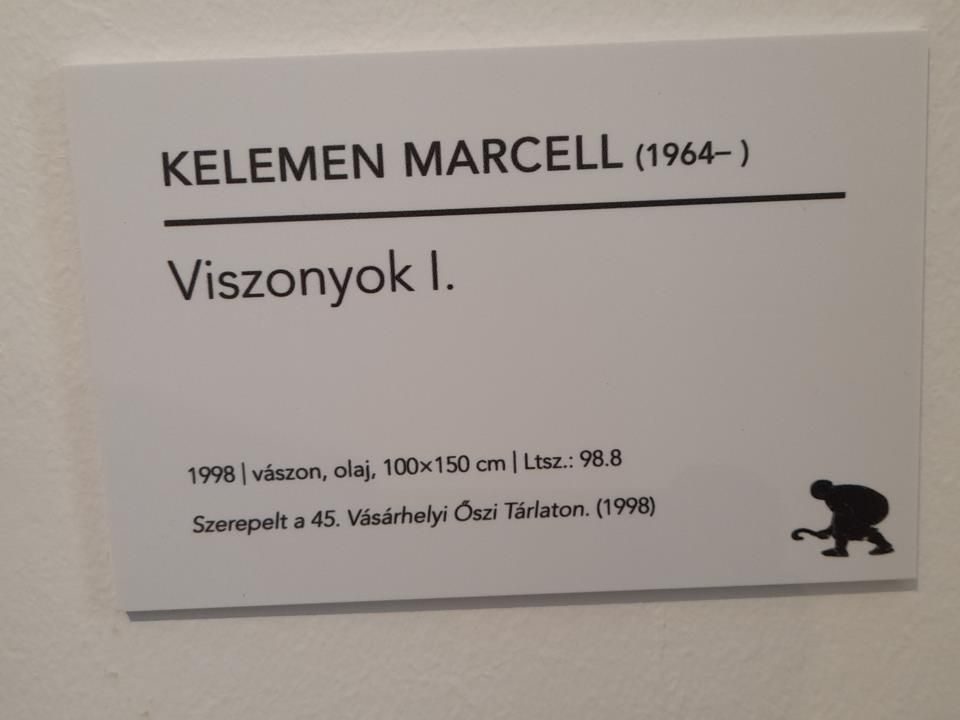 KELEMEN MARCELL (1964– )
Viszonyok I.
1998 | vászon, olaj, 100×150 cm | Ltsz.: 98.8
Szerepelt a 45. Vásárhelyi Őszi Tárlaton. (1998)